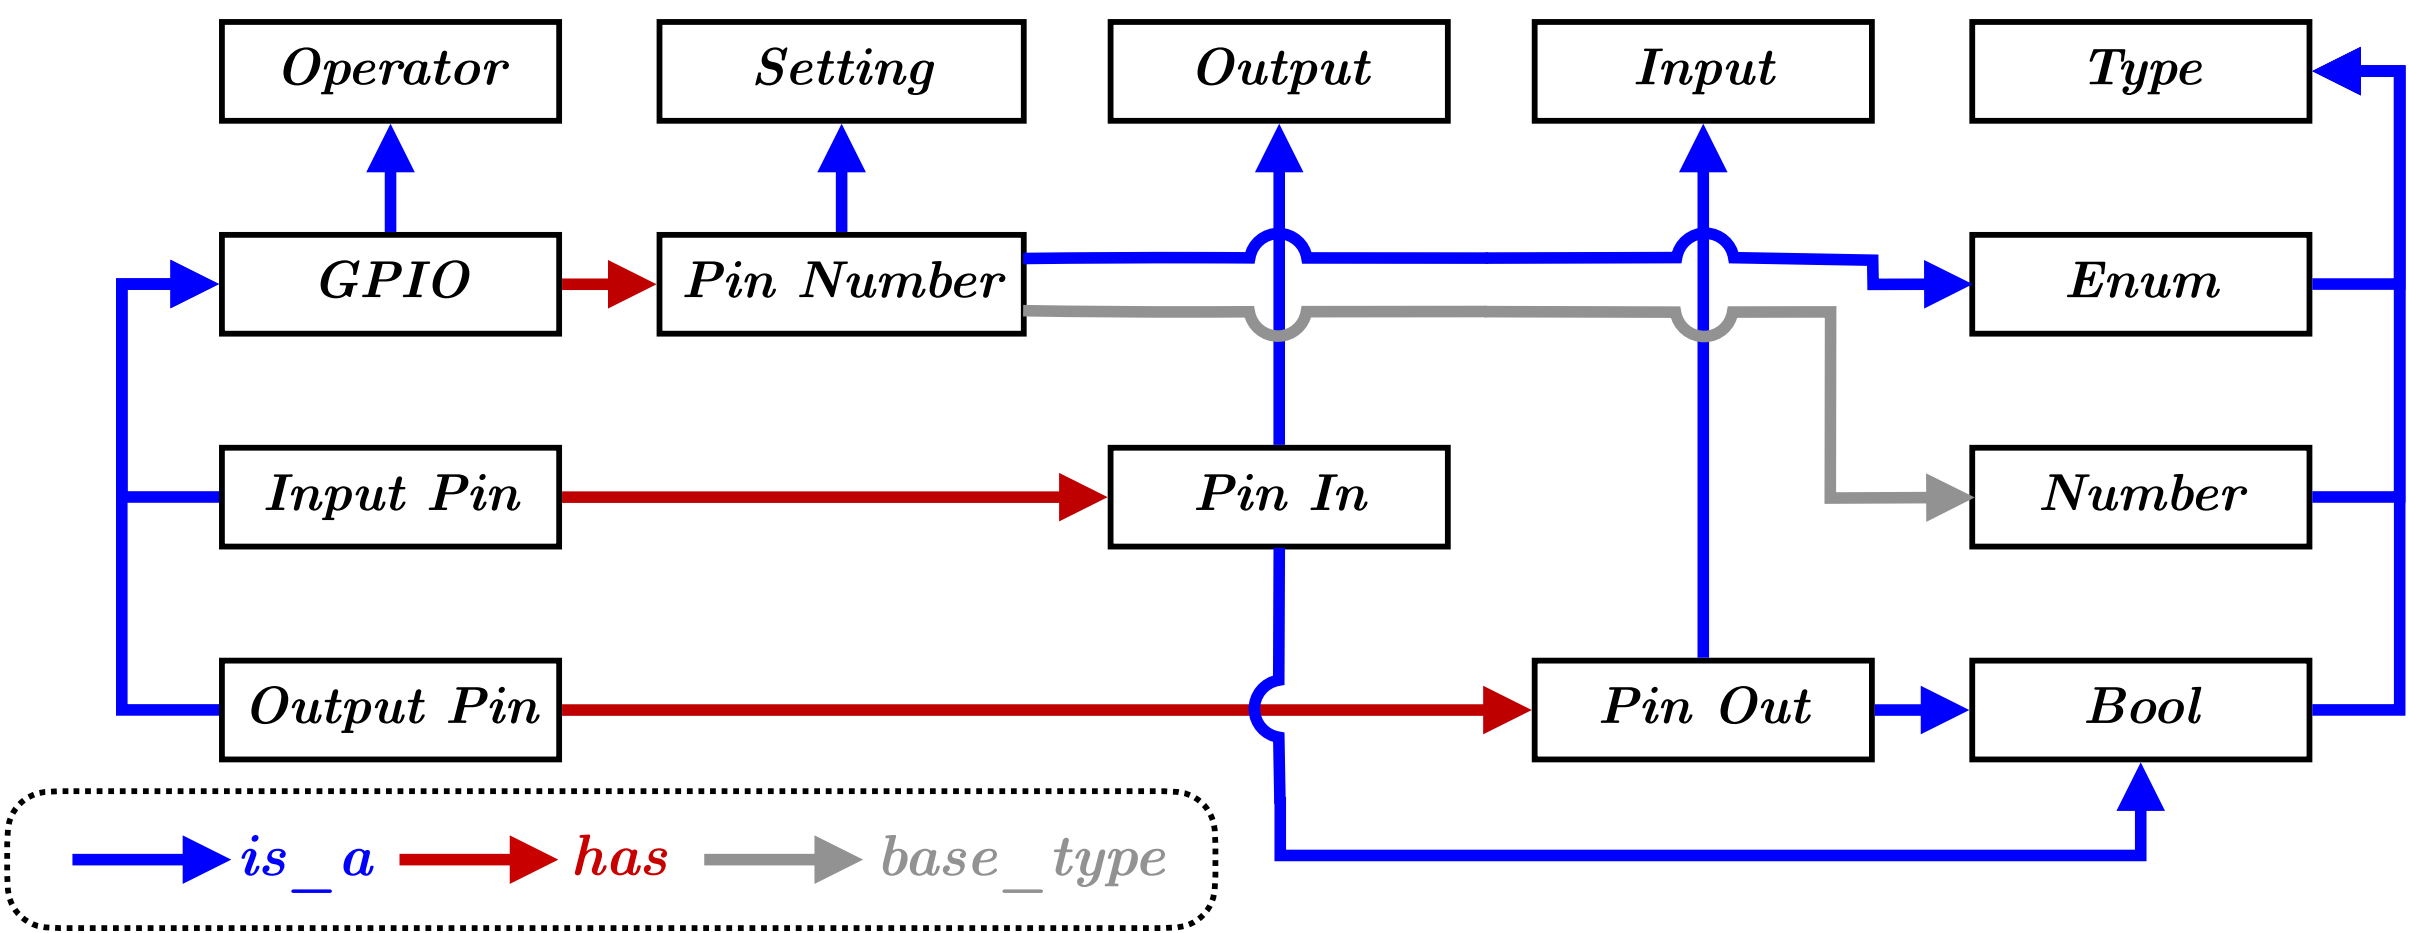 Operator
Setting
Output
Input
Type
GPIO
Pin Number
Enum
Input Pin
Pin In
Number
Output Pin
Pin Out
Bool
is_a
has
base_type